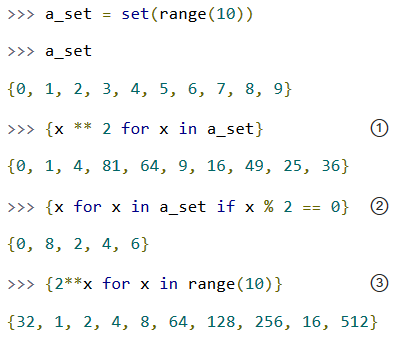 >>> a_set = set(range(10))
>>> a_set
{0, 1, 2, 3, 4, 5, 6, 7, 8, 9}
>>> {x ** 2 for x in a_set} ①
{0, 1, 4, 81, 64, 9, 16, 49, 25, 36}
>>> {x for x in a_set if x % 2 == 0} ②
{0, 8, 2, 4, 6}
>>> {2**x for x in range(10)} ③
{32, 1, 2, 4, 8, 64, 128, 256, 16, 512}